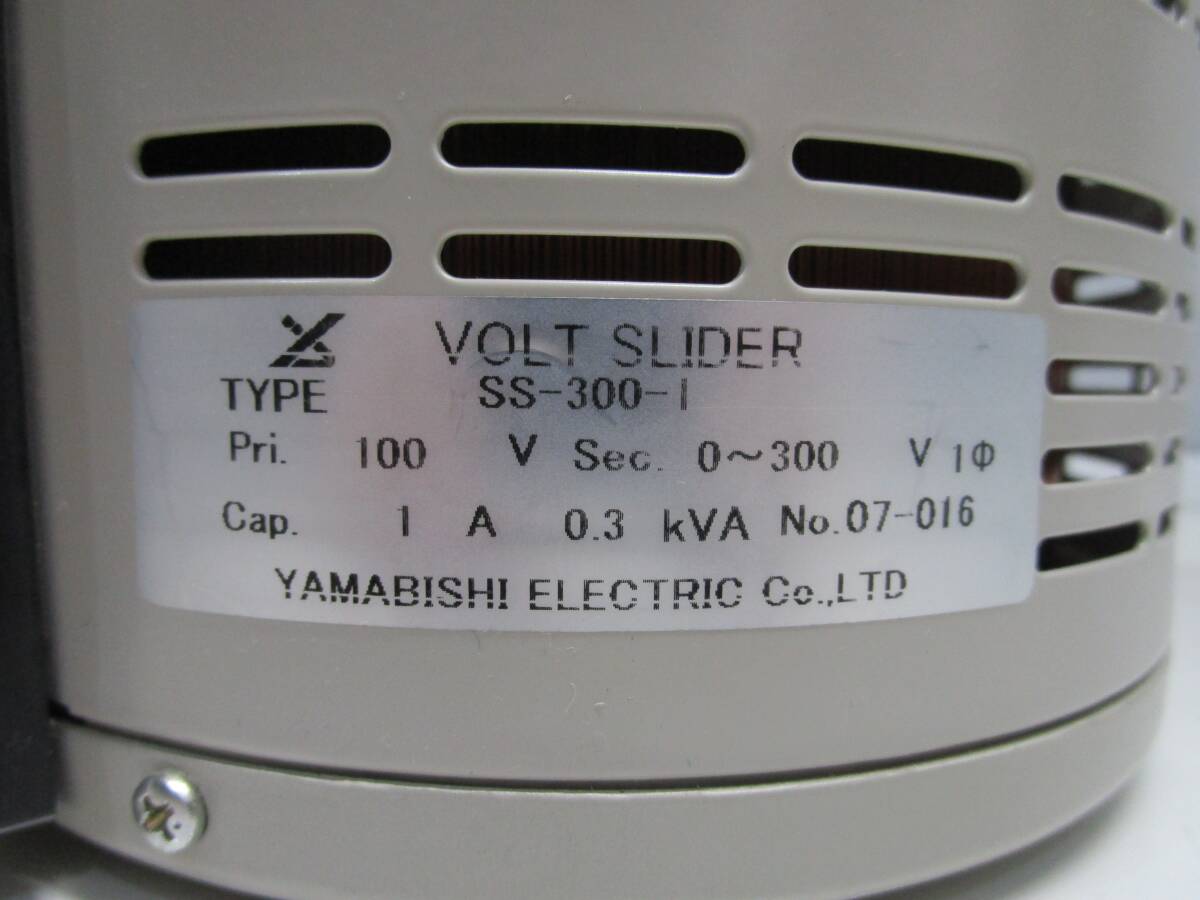 VOLT SLIDER
TYPE SS-300-1
Pri. 100 V Sec. 0~300 V 1Φ
Cap. 1 A 0.3 kVA No. 07-016
YAMABISHI ELECTRIC Co.,LTD